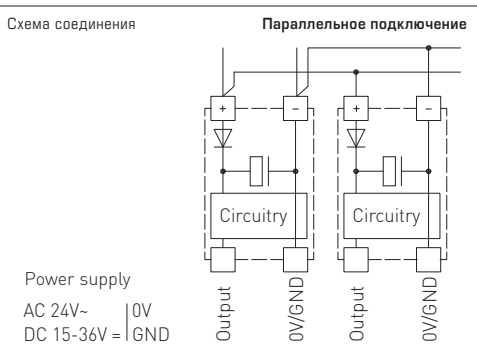 Схема соединения
Параллельное подключение
+ − + −
Circuitry Circuitry
Power supply
AC 24V~ 0V
DC 15-36V = GND
Output 0V/GND Output 0V/GND